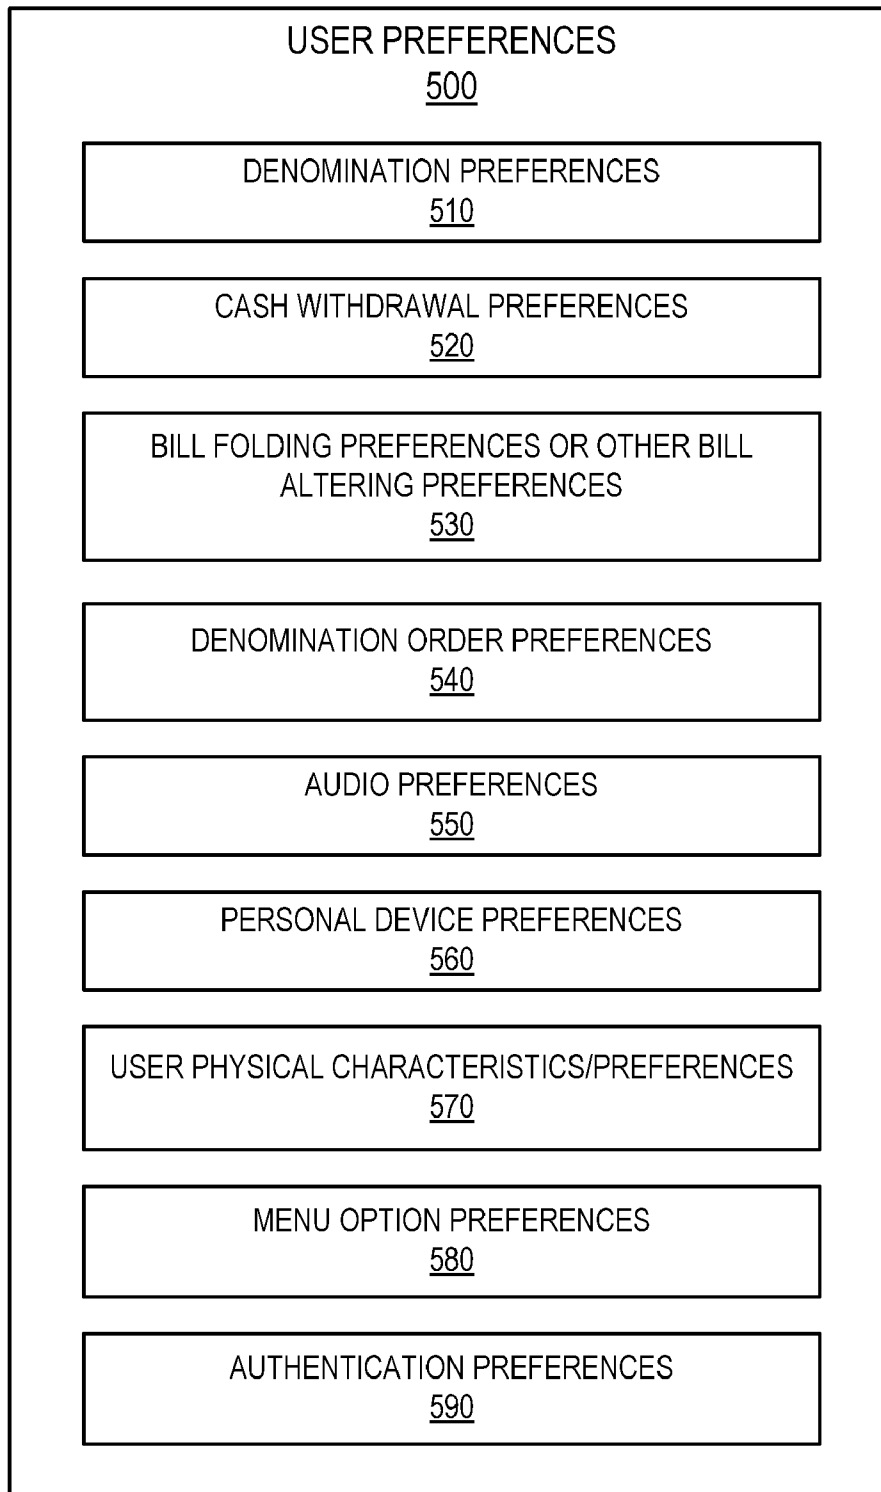 USER PREFERENCES
500
DENOMINATION PREFERENCES
510
CASH WITHDRAWAL PREFERENCES
520
BILL FOLDING PREFERENCES OR OTHER BILL
ALTERING PREFERENCES
530
DENOMINATION ORDER PREFERENCES
540
AUDIO PREFERENCES
550
PERSONAL DEVICE PREFERENCES
560
USER PHYSICAL CHARACTERISTICS/PREFERENCES
570
MENU OPTION PREFERENCES
580
AUTHENTICATION PREFERENCES
590